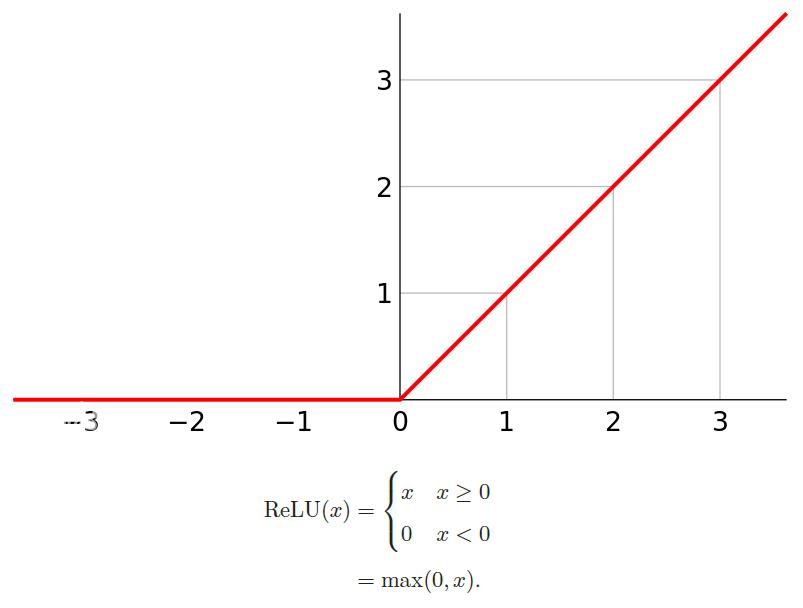 3
2
1
−3 −2 −1 0 1 2 3
ReLU(x) = { x x ≥ 0
0 x < 0
= max(0, x).